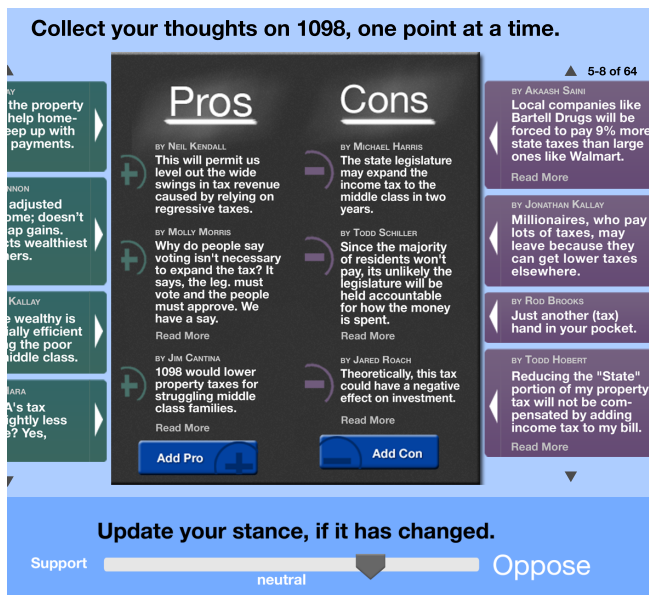 Collect your thoughts on 1098, one point at a time.
AY
the property
help home-
eep up with
payments.
NNON
adjusted
ome; doesn't
ap gains.
cts wealthiest
ners.
KALLAY
e wealthy is
ially efficient
ng the poor
niddle class.
HARA
A's tax
ightly less
e? Yes,
Pros
BY NEIL KENDALL
This will permit us
level out the wide
swings in tax revenue
caused by relying on
regressive taxes.
BY MOLLY MORRIS
Why do people say
voting isn't necessary
to expand the tax? It
says, the leg. must
vote and the people
must approve. We
have a say.
Read More
BY JIM CANTINA
1098 would lower
property taxes for
struggling middle
class families.
Read More
Add Pro
Cons
BY MICHAEL HARRIS
The state legislature
may expand the
income tax to the
middle class in two
years.
BY TODD SCHILLER
Since the majority
of residents won't
pay, its unlikely the
legislature will be
held accountable
for how the money
is spent.
Read More
BY JARED ROACH
Theoretically, this tax
could have a negative
effect on investment.
Read More
Add Con
5-8 of 64
BY AKAASH SAINI
Local companies like
Bartell Drugs will be
forced to pay 9% more
state taxes than large
ones like Walmart.
Read More
BY JONATHAN KALLAY
Millionaires, who pay
lots of taxes, may
leave because they
can get lower taxes
elsewhere.
BY ROD BROOKS
Just another (tax)
hand in your pocket.
BY TODD HOBERT
Reducing the "State"
portion of my property
tax will not be com-
pensated by adding
income tax to my bill.
Read More
Update your stance, if it has changed.
Support
neutral
Oppose